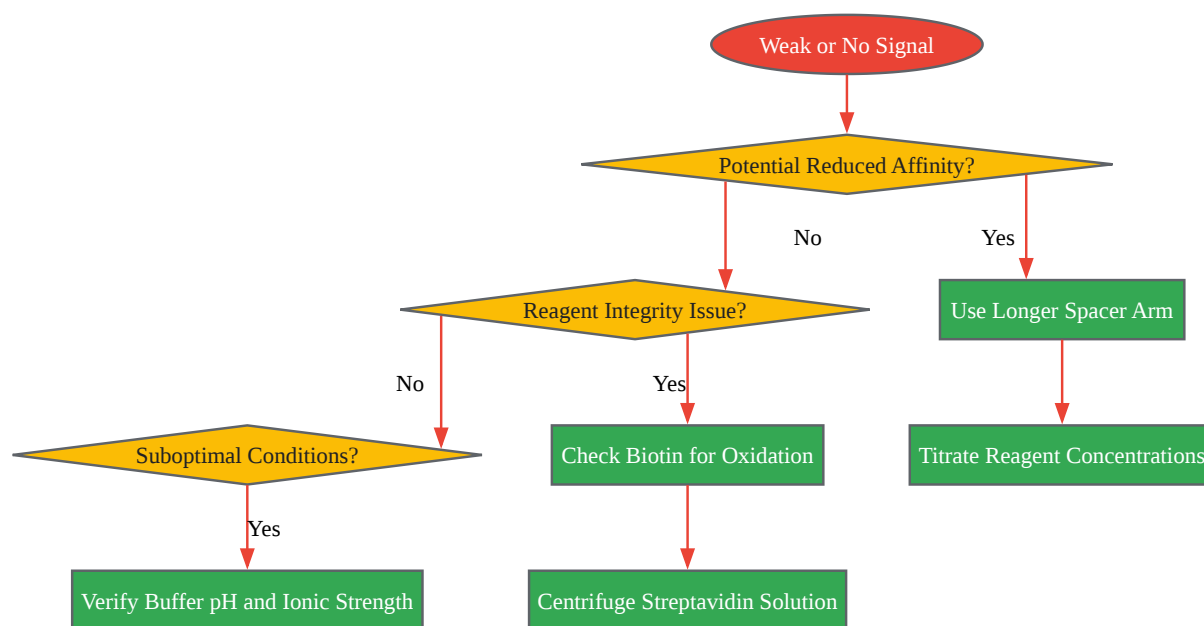 Weak or No Signal
Potential Reduced Affinity?
No
Yes
Reagent Integrity Issue?
Use Longer Spacer Arm
No
Yes
Suboptimal Conditions?
Check Biotin for Oxidation
Titrate Reagent Concentrations
Yes
Verify Buffer pH and Ionic Strength
Centrifuge Streptavidin Solution